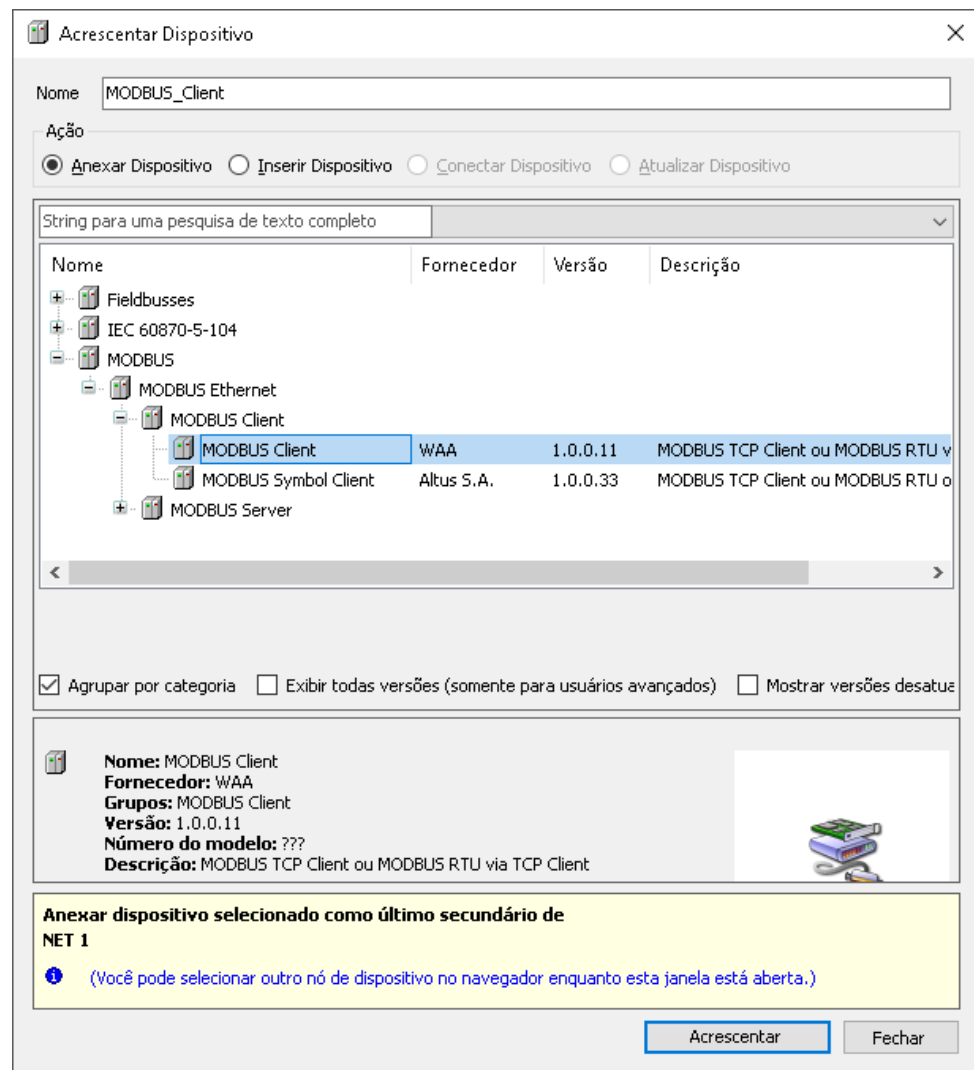 Acrescentar Dispositivo
Nome MODBUS_Client
Ação
Anexar Dispositivo Inserir Dispositivo Conectar Dispositivo Atualizar Dispositivo
String para uma pesquisa de texto completo
Nome Fornecedor Versão Descrição
Fieldbusses
IEC 60870-5-104
MODBUS
MODBUS Ethernet
MODBUS Client
MODBUS Client WAA 1.0.0.11 MODBUS TCP Client ou MODBUS RTU v
MODBUS Symbol Client Altus S.A. 1.0.0.33 MODBUS TCP Client ou MODBUS RTU o
MODBUS Server
Agrupar por categoria Exibir todas versões (somente para usuários avançados) Mostrar versões desatua
Nome: MODBUS Client
Fornecedor: WAA
Grupos: MODBUS Client
Versão: 1.0.0.11
Número do modelo: ???
Descrição: MODBUS TCP Client ou MODBUS RTU via TCP Client
Anexar dispositivo selecionado como último secundário de
NET 1
(Você pode selecionar outro nó de dispositivo no navegador enquanto esta janela está aberta.)
Acrescentar Fechar